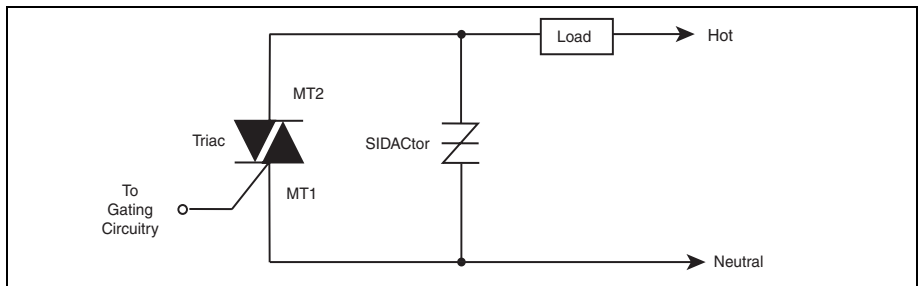 Load
Hot
MT2
Triac
SIDACtor
MT1
To
Gating
Circuitry
Neutral